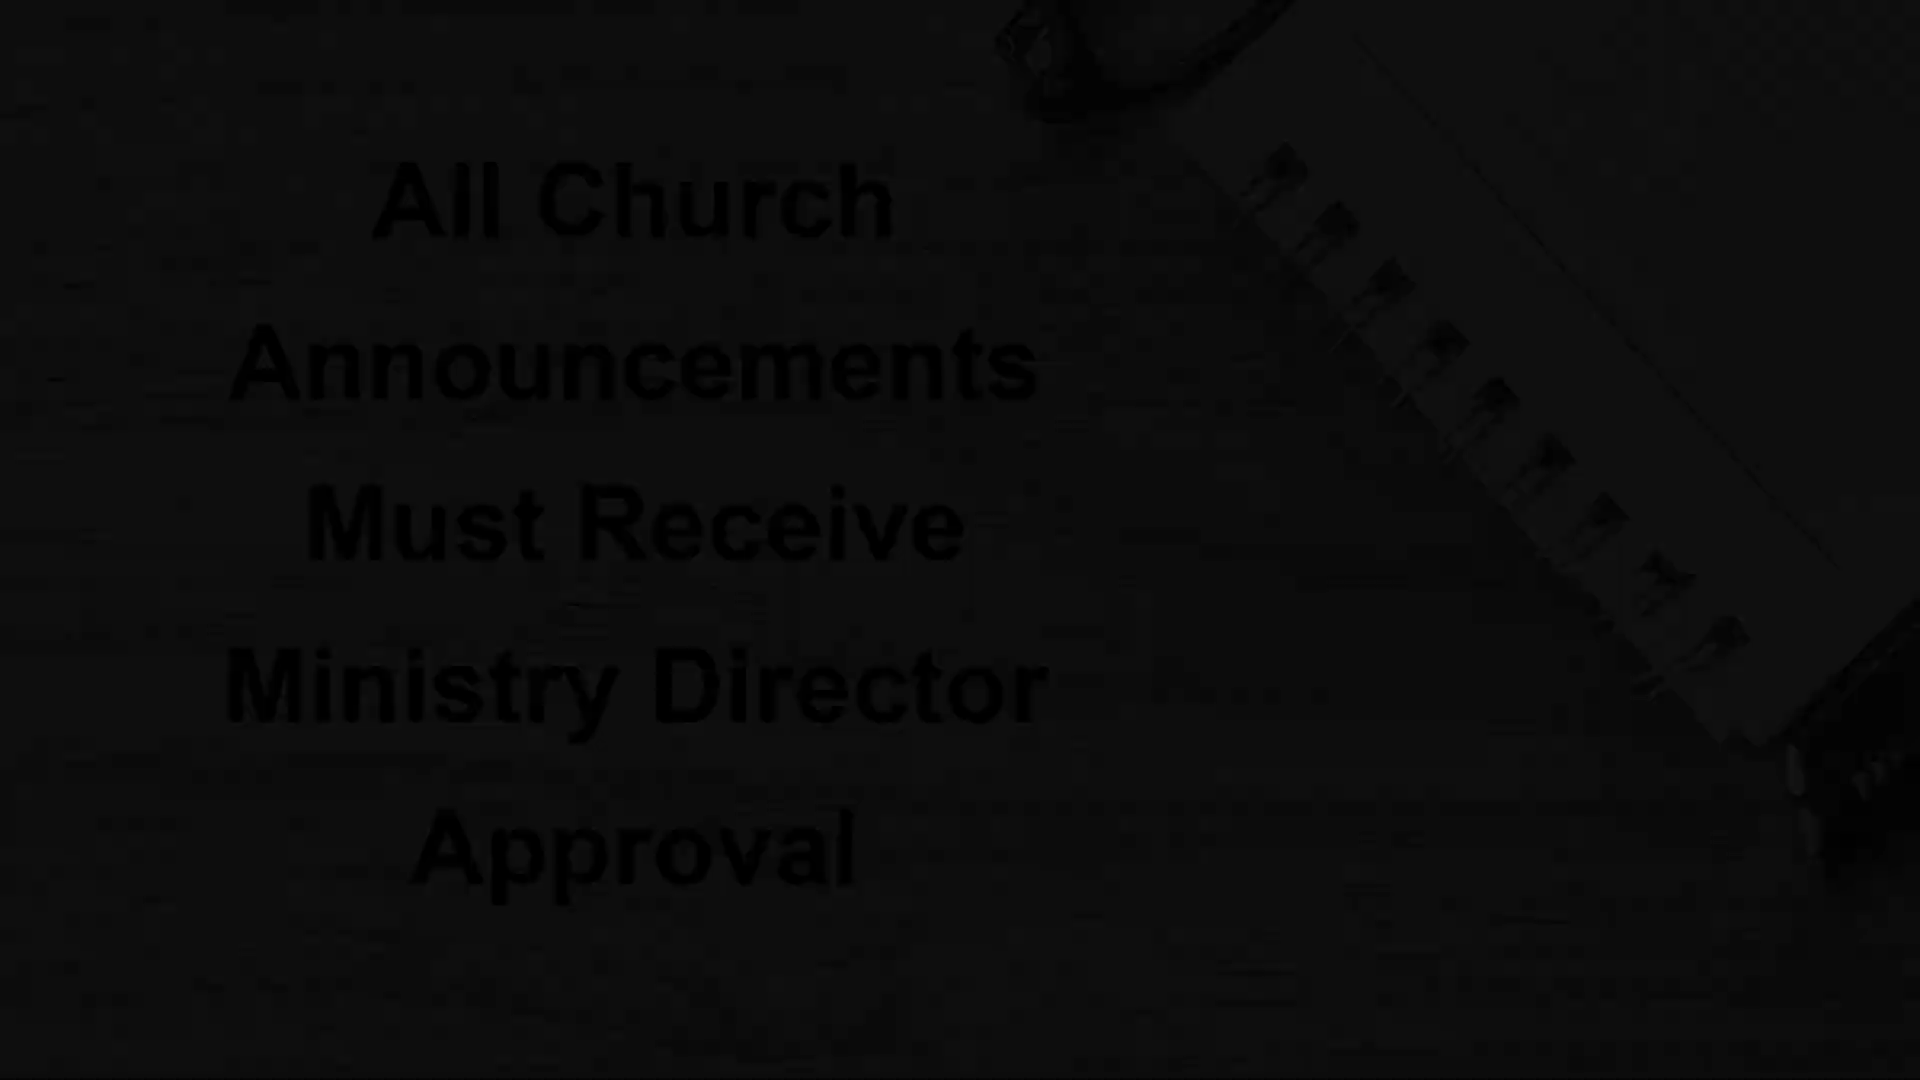 All Church
Announcements
Must Receive
Ministry Director
Approval